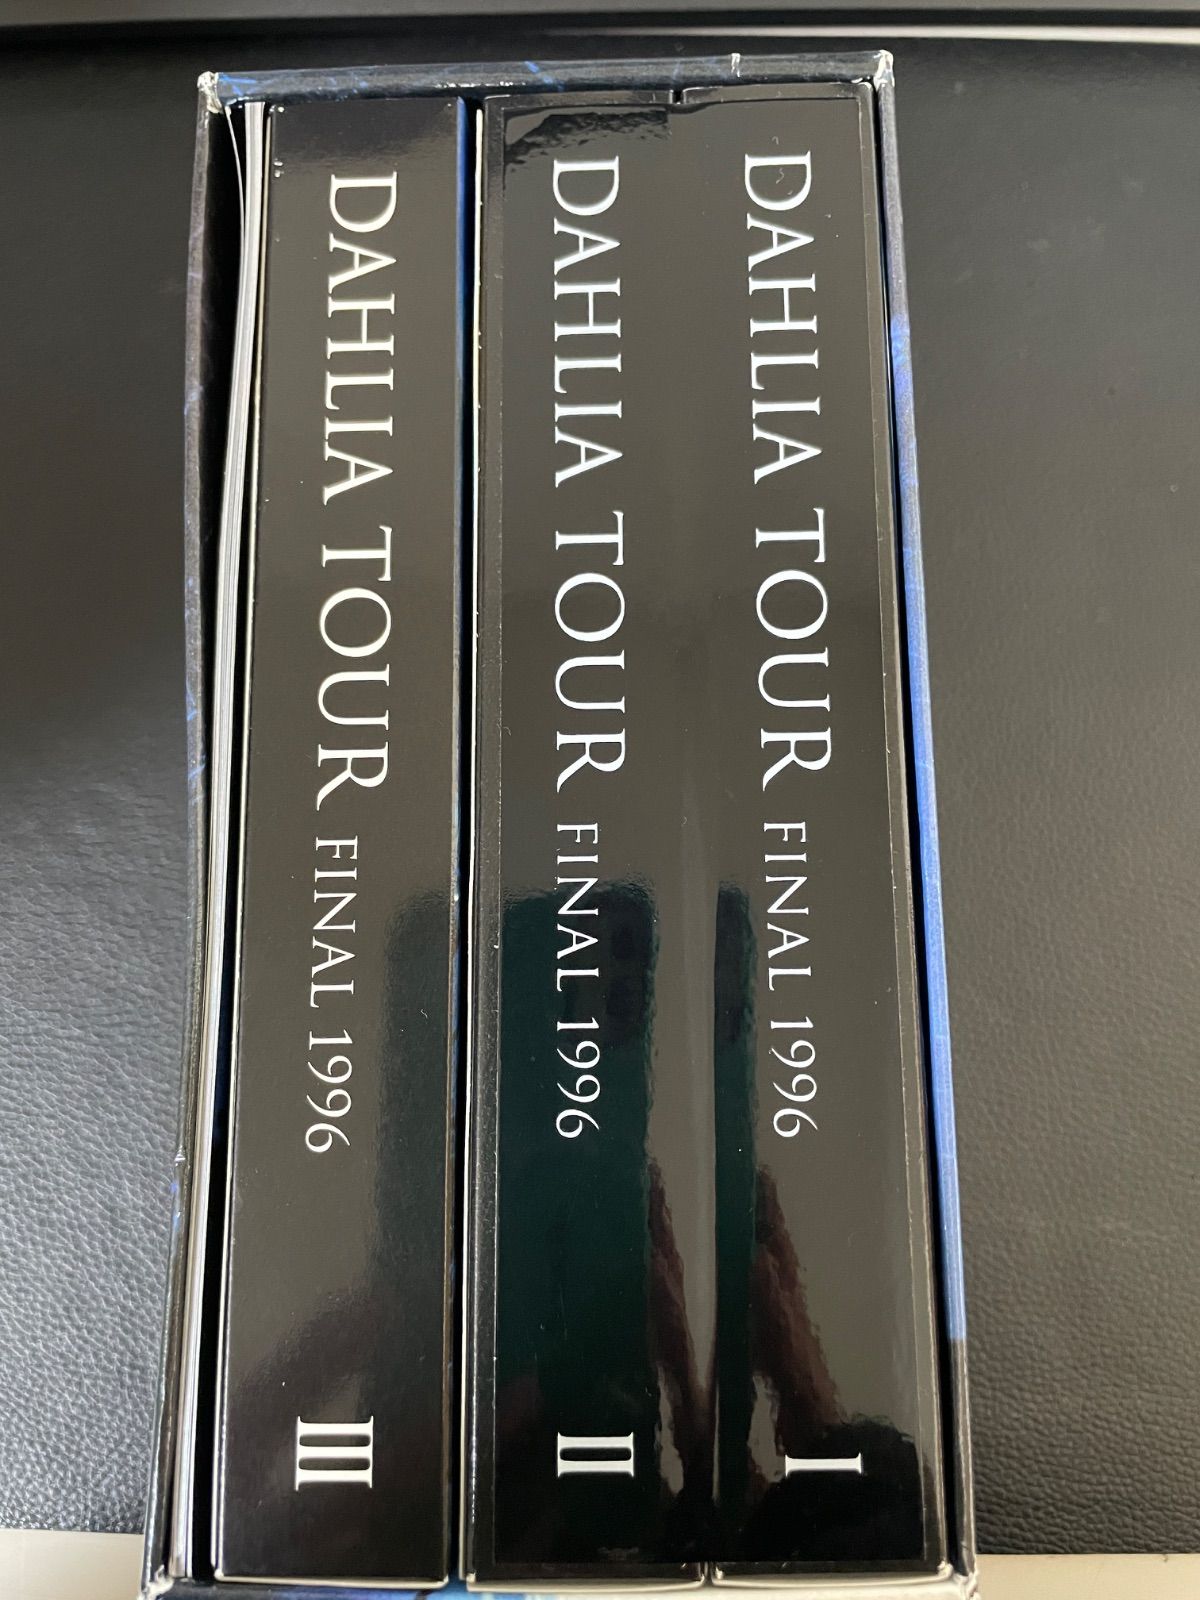 DAHLIA TOUR FINAL 1996 I
DAHLIA TOUR FINAL 1996 II
DAHLIA TOUR FINAL 1996 III